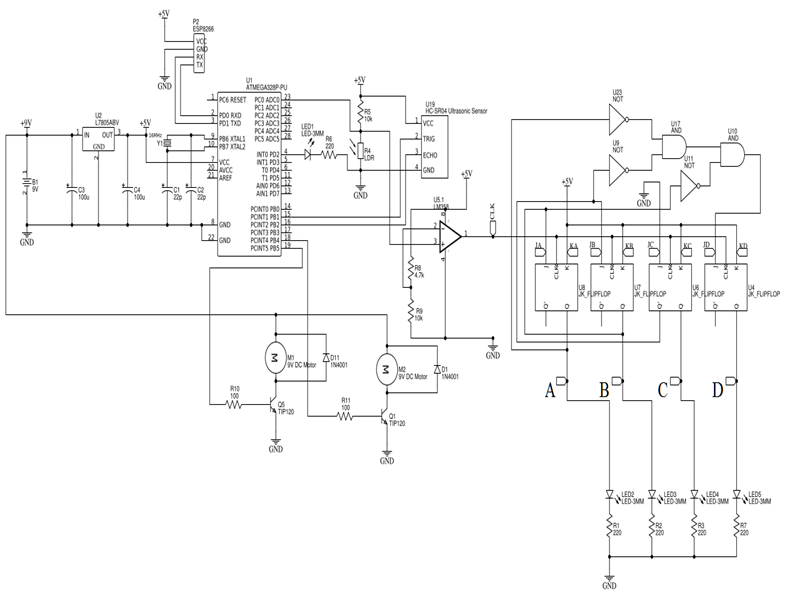 +5V
P2
ESP8266
VCC
GND
RX
TX
GND
U1
ATMEGA328P-PU
1 PC6 RESET
2 PD0 RXD
3 PD1 TXD
9 PB6 XTAL1
10 PB7 XTAL2
7 VCC
20 AVCC
21 AREF
8 GND
22 GND
PC0 ADC0 23
PC1 ADC1 24
PC2 ADC2 25
PC3 ADC3 26
PC4 ADC4 27
PC5 ADC5 28
INT0 PD2 4
INT1 PD3 5
T0 PD4 6
T1 PD5 11
AIN0 PD6 12
AIN1 PD7 13
PCINT0 PB0 14
PCINT1 PB1 15
PCINT2 PB2 16
PCINT3 PB3 17
PCINT4 PB4 18
PCINT5 PB5 19
+9V
U2
L7805ABV
1 IN OUT 3
GND
2
+5V
16MHz
Y1
B1
9V
C3
100u
C4
100u
C1
22p
C2
22p
GND
LED1
LED-3MM
R6
220
+5V
R5
10k
R4
LDR
GND
U19
HC-SR04 Ultrasonic Sensor
1 VCC
2 TRIG
3 ECHO
4 GND
+5V
U5.1
LM358
8
2
3
1
4
CLK
R8
4.7k
R9
10k
GND
M1
9V DC Motor
D11
1N4001
M2
9V DC Motor
D1
1N4001
R10
100
Q5
TIP120
GND
R11
100
Q1
TIP120
GND
U23
NOT
U9
NOT
U17
AND
U10
AND
U11
NOT
GND
+5V
JA
KA
JB
KB
JC
KC
JD
KD
J
CLK
K
J
CLK
K
J
CLK
K
J
CLK
K
Q'
Q
Q'
Q
Q'
Q
Q'
Q
U8
JK_FLIPFLOP
U7
JK_FLIPFLOP
U6
JK_FLIPFLOP
U4
JK_FLIPFLOP
A
B
C
D
LED2
LED-3MM
LED3
LED-3MM
LED4
LED-3MM
LED5
LED-3MM
R1
220
R2
220
R3
220
R7
220
GND